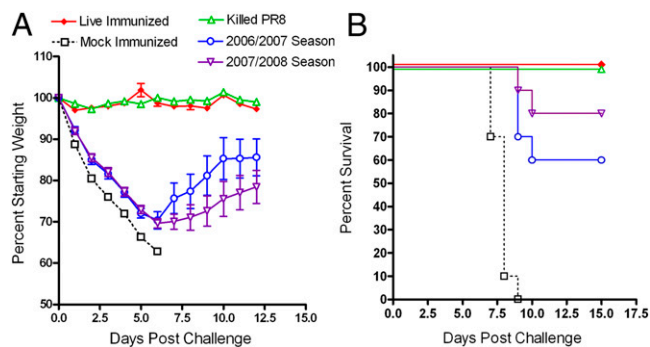 A
Live Immunized
Killed PR8
Mock Immunized
2006/2007 Season
2007/2008 Season
Percent Starting Weight
110
100
90
80
70
60
50
0.0 2.5 5.0 7.5 10.0 12.5 15.0
Days Post Challenge
B
Percent Survival
100
90
80
70
60
50
40
30
20
10
0
0.0 2.5 5.0 7.5 10.0 12.5 15.0 17.5
Days Post Challenge